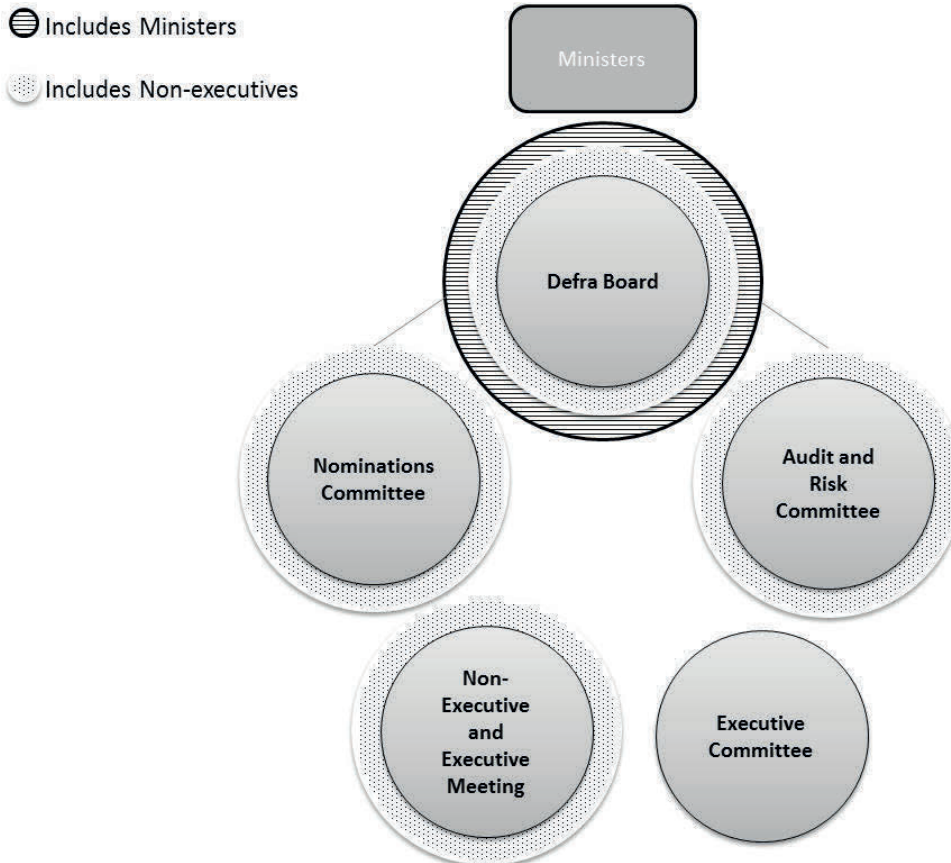 Includes Ministers
Includes Non-executives
Ministers
Defra Board
Nominations
Committee
Audit and
Risk
Committee
Non-
Executive
and
Executive
Meeting
Executive
Committee